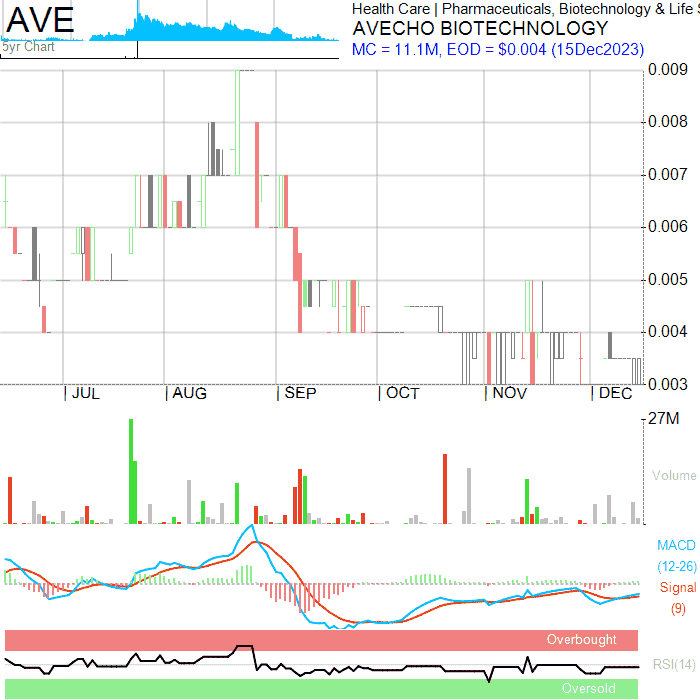 AVE
5yr Chart
Health Care | Pharmaceuticals, Biotechnology & Life S
AVECHO BIOTECHNOLOGY
MC = 11.1M, EOD = $0.004 (15Dec2023)
0.009
0.008
0.007
0.006
0.005
0.004
0.003
| JUL | AUG | SEP | OCT | NOV | DEC
27M
Volume
MACD
(12-26)
Signal
(9)
Overbought
RSI(14)
Oversold